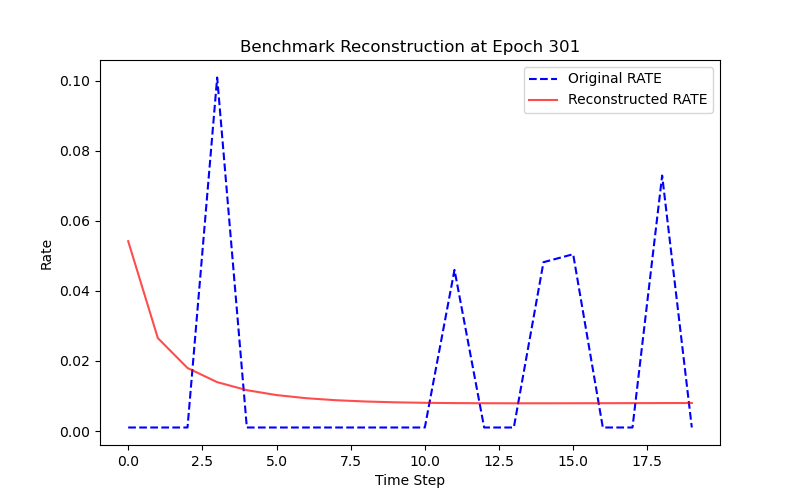 Benchmark Reconstruction at Epoch 301
Original RATE
Reconstructed RATE
0.10
0.08
0.06
0.04
0.02
0.00
Rate
0.0 2.5 5.0 7.5 10.0 12.5 15.0 17.5
Time Step